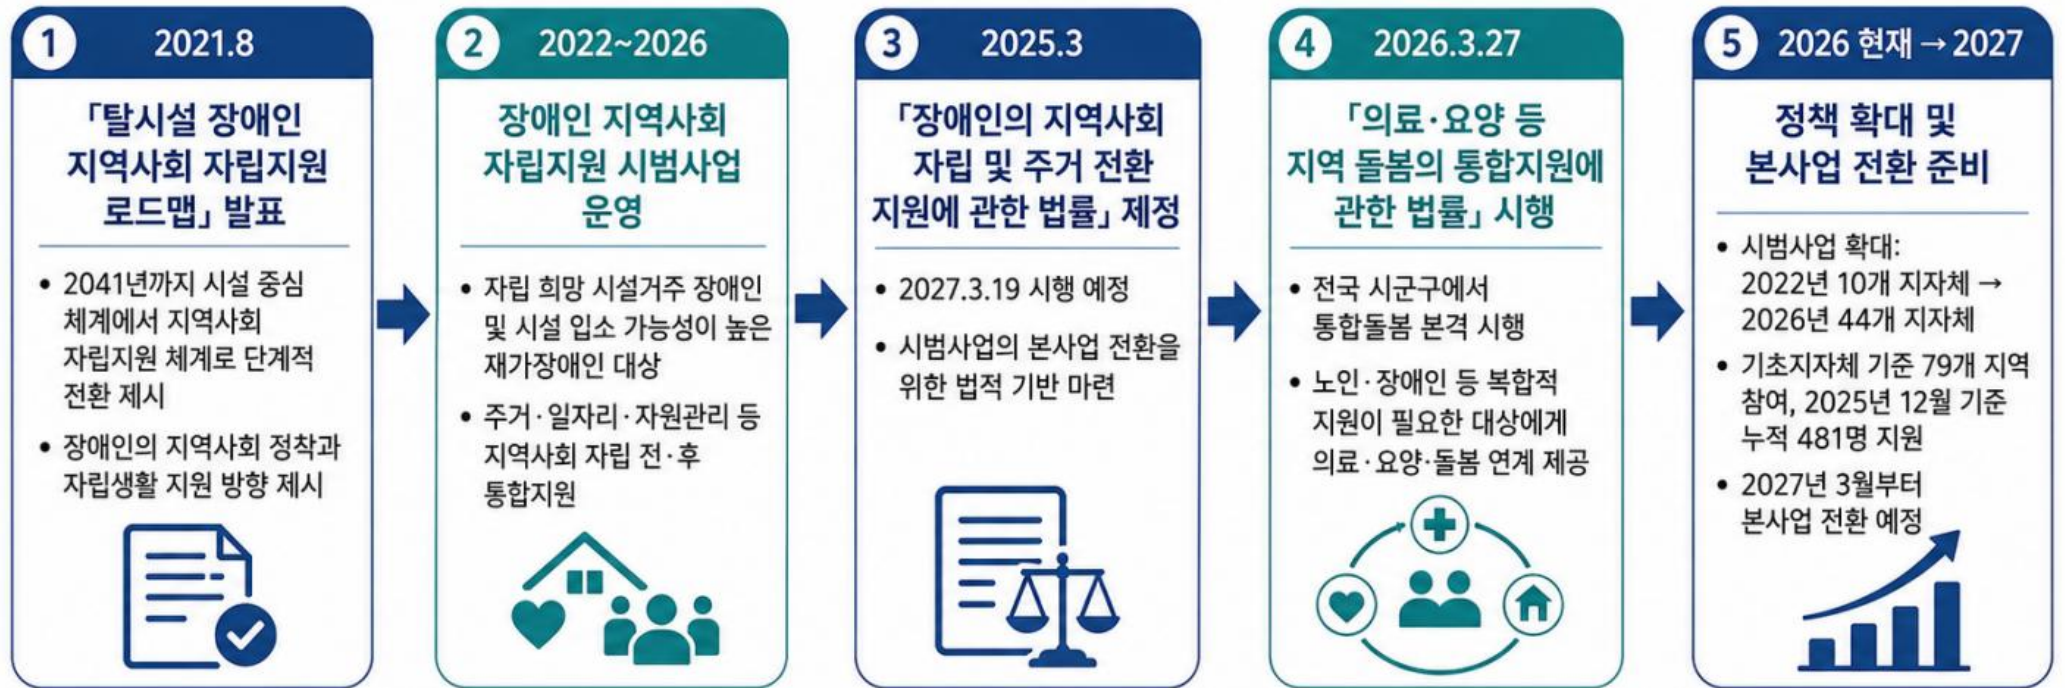 1 2021.8
「탈시설 장애인
지역사회 자립지원
로드맵」 발표
• 2041년까지 시설 중심
체계에서 지역사회
자립지원 체계로 단계적
전환 제시
• 장애인의 지역사회 정착과
자립생활 지원 방향 제시
2 2022~2026
장애인 지역사회
자립지원 시범사업
운영
• 자립 희망 시설거주 장애인
및 시설 입소 가능성이 높은
재가장애인 대상
• 주거·일자리·자원관리 등
지역사회 자립 전·후
통합지원
3 2025.3
「장애인의 지역사회
자립 및 주거 전환
지원에 관한 법률」 제정
• 2027.3.19 시행 예정
• 시범사업의 본사업 전환을
위한 법적 기반 마련
4 2026.3.27
「의료·요양 등
지역 돌봄의 통합지원에
관한 법률」 시행
• 전국 시군구에서
통합돌봄 본격 시행
• 노인·장애인 등 복합적
지원이 필요한 대상에게
의료·요양·돌봄 연계 제공
5 2026 현재 → 2027
정책 확대 및
본사업 전환 준비
• 시범사업 확대:
2022년 10개 지자체 →
2026년 44개 지자체
• 기초지자체 기준 79개 지역
참여, 2025년 12월 기준
누적 481명 지원
• 2027년 3월부터
본사업 전환 예정